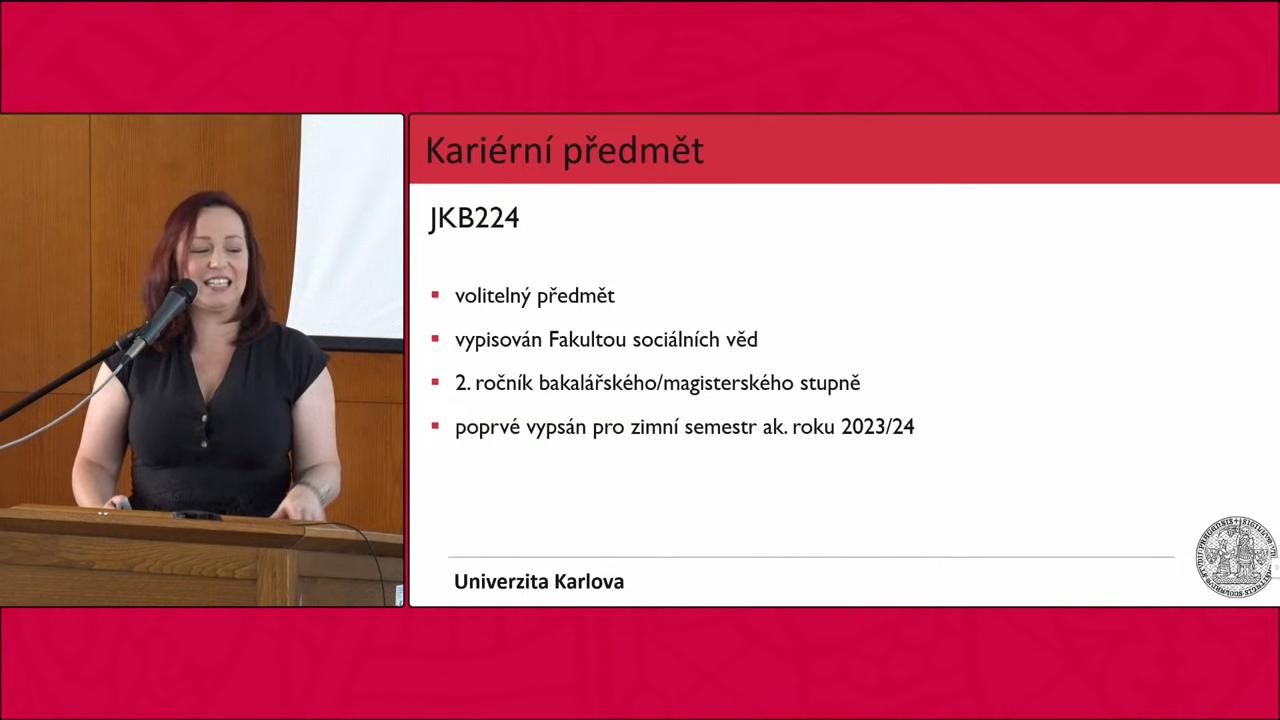 Kariérní předmět
JKB224
volitelný předmět
vypisován Fakultou sociálních věd
2. ročník bakalářského/magisterského stupně
poprvé vypsán pro zimní semestr ak. roku 2023/24
Univerzita Karlova